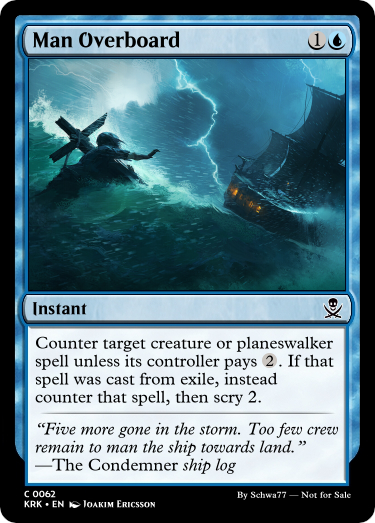 Man Overboard 1
Instant
Counter target creature or planeswalker
spell unless its controller pays 2. If that
spell was cast from exile, instead
counter that spell, then scry 2.
“Five more gone in the storm. Too few crew
remain to man the ship towards land.”
—The Condemner ship log
C 0062
KRK • EN Joakim Ericsson
By Schwa77 — Not for Sale